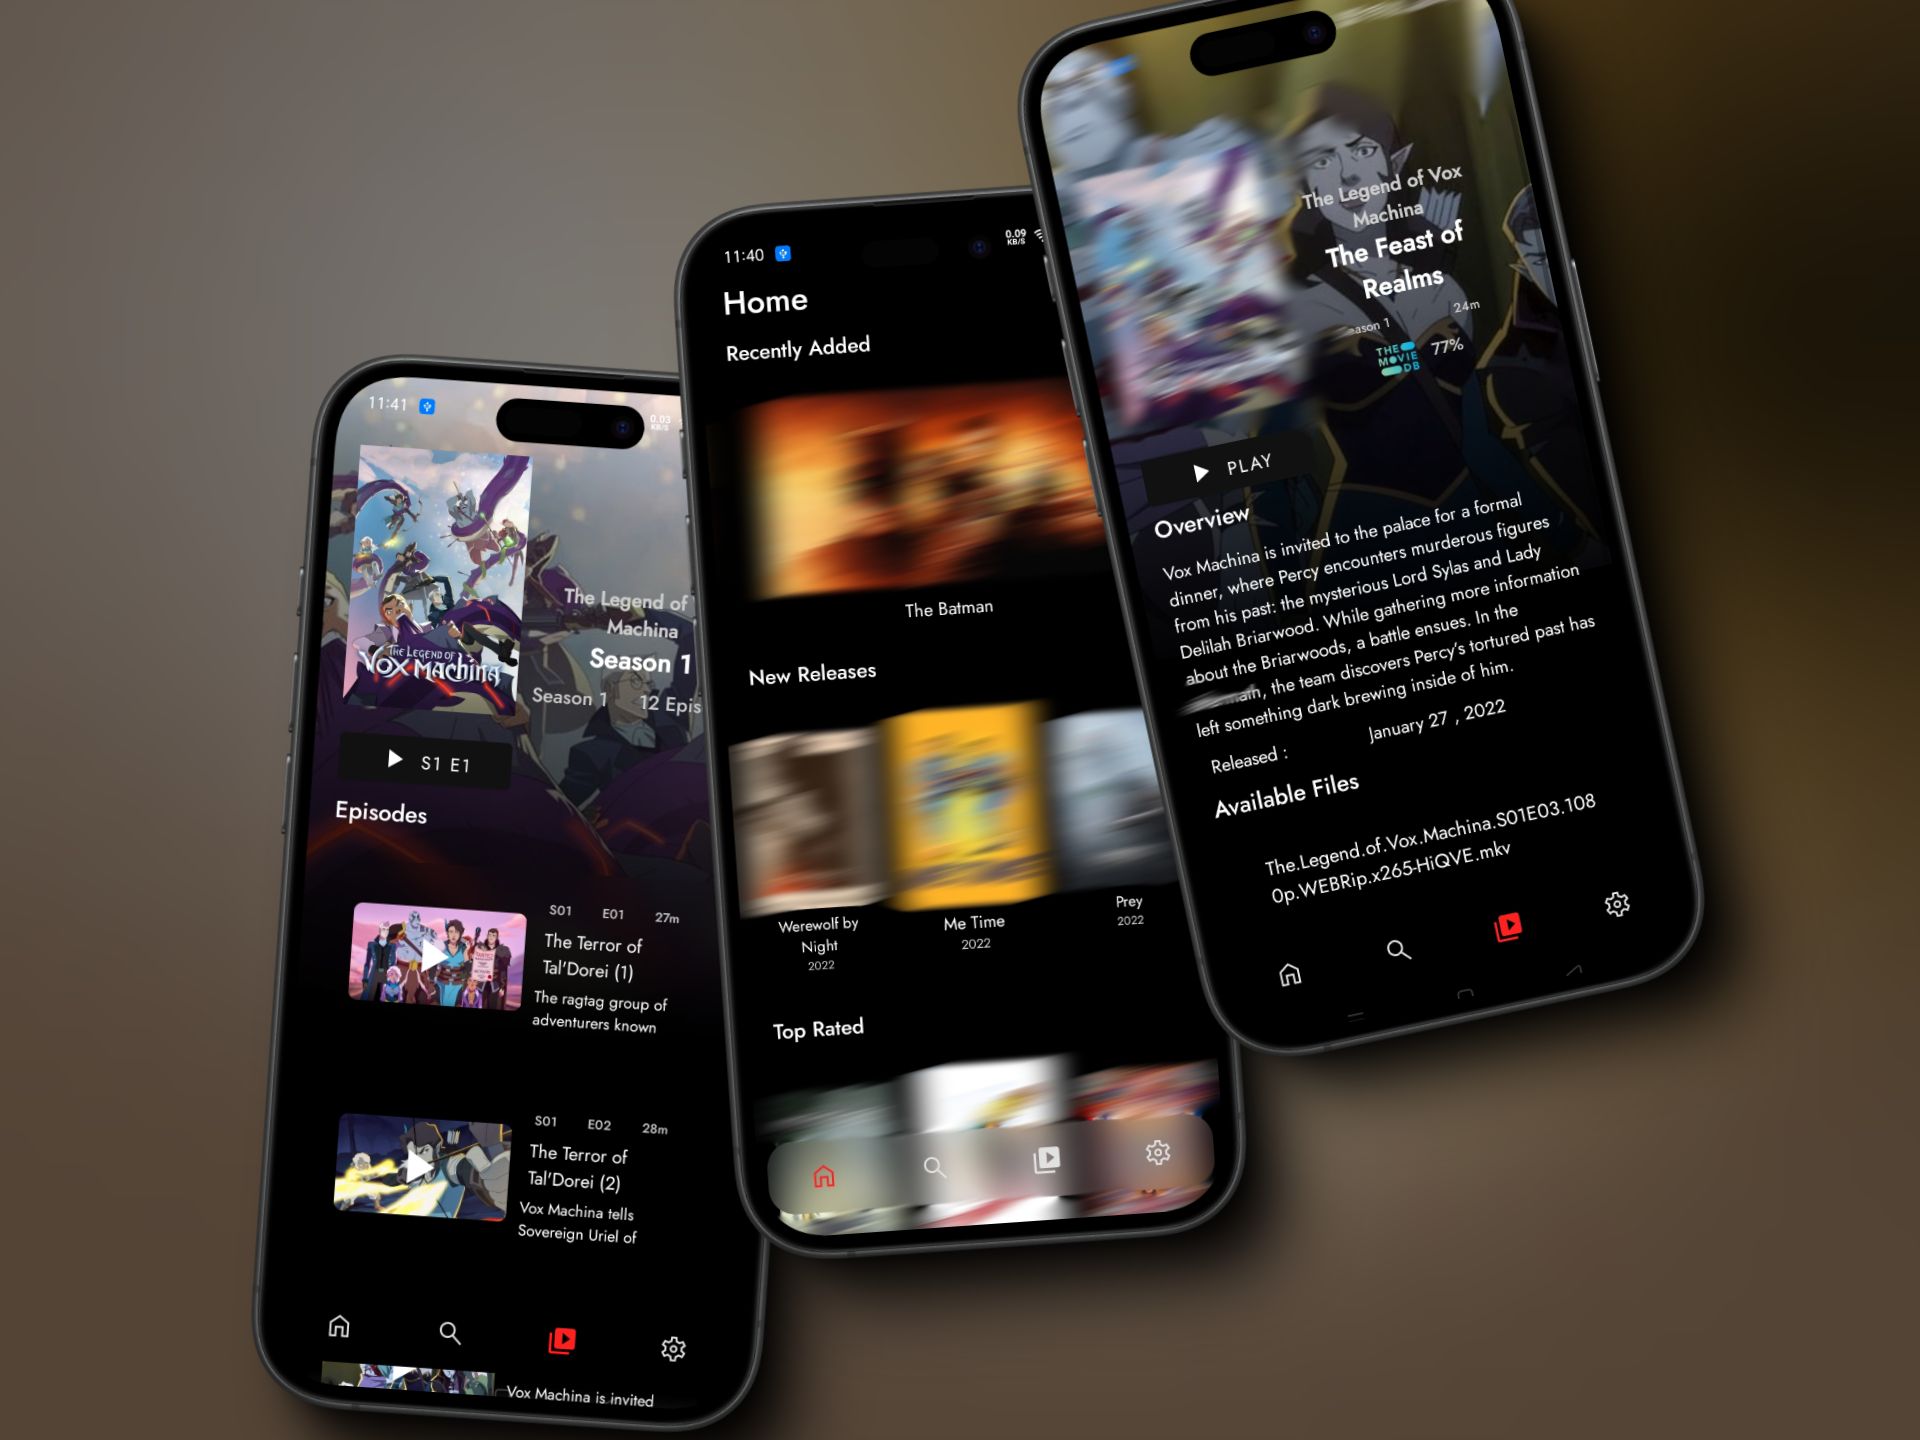 11:41
0.03
KB/S
THE LEGEND OF
VOX MACHINA
The Legend of
Machina
Season 1
Season 1 12 Epis
S1 E1
Episodes
S01 E01 27m
The Terror of
Tal'Dorei (1)
The ragtag group of
adventurers known
S01 E02 28m
The Terror of
Tal'Dorei (2)
Vox Machina tells
Sovereign Uriel of
Vox Machina is invited
11:40
0.09
KB/S
Home
Recently Added
The Batman
New Releases
Werewolf by
Night
2022
Me Time
2022
Prey
2022
Top Rated
The Legend of Vox
Machina
The Feast of
Realms
ason 1 24m
THE
MOVIE
DB
77%
PLAY
Overview
Vox Machina is invited to the palace for a formal
dinner, where Percy encounters murderous figures
from his past: the mysterious Lord Sylas and Lady
Delilah Briarwood. While gathering more information
about the Briarwoods, a battle ensues. In the
, the team discovers Percy's tortured past has
left something dark brewing inside of him.
Released : January 27 , 2022
Available Files
The.Legend.of.Vox.Machina.S01E03.108
0p.WEBRip.x265-HiQVE.mkv